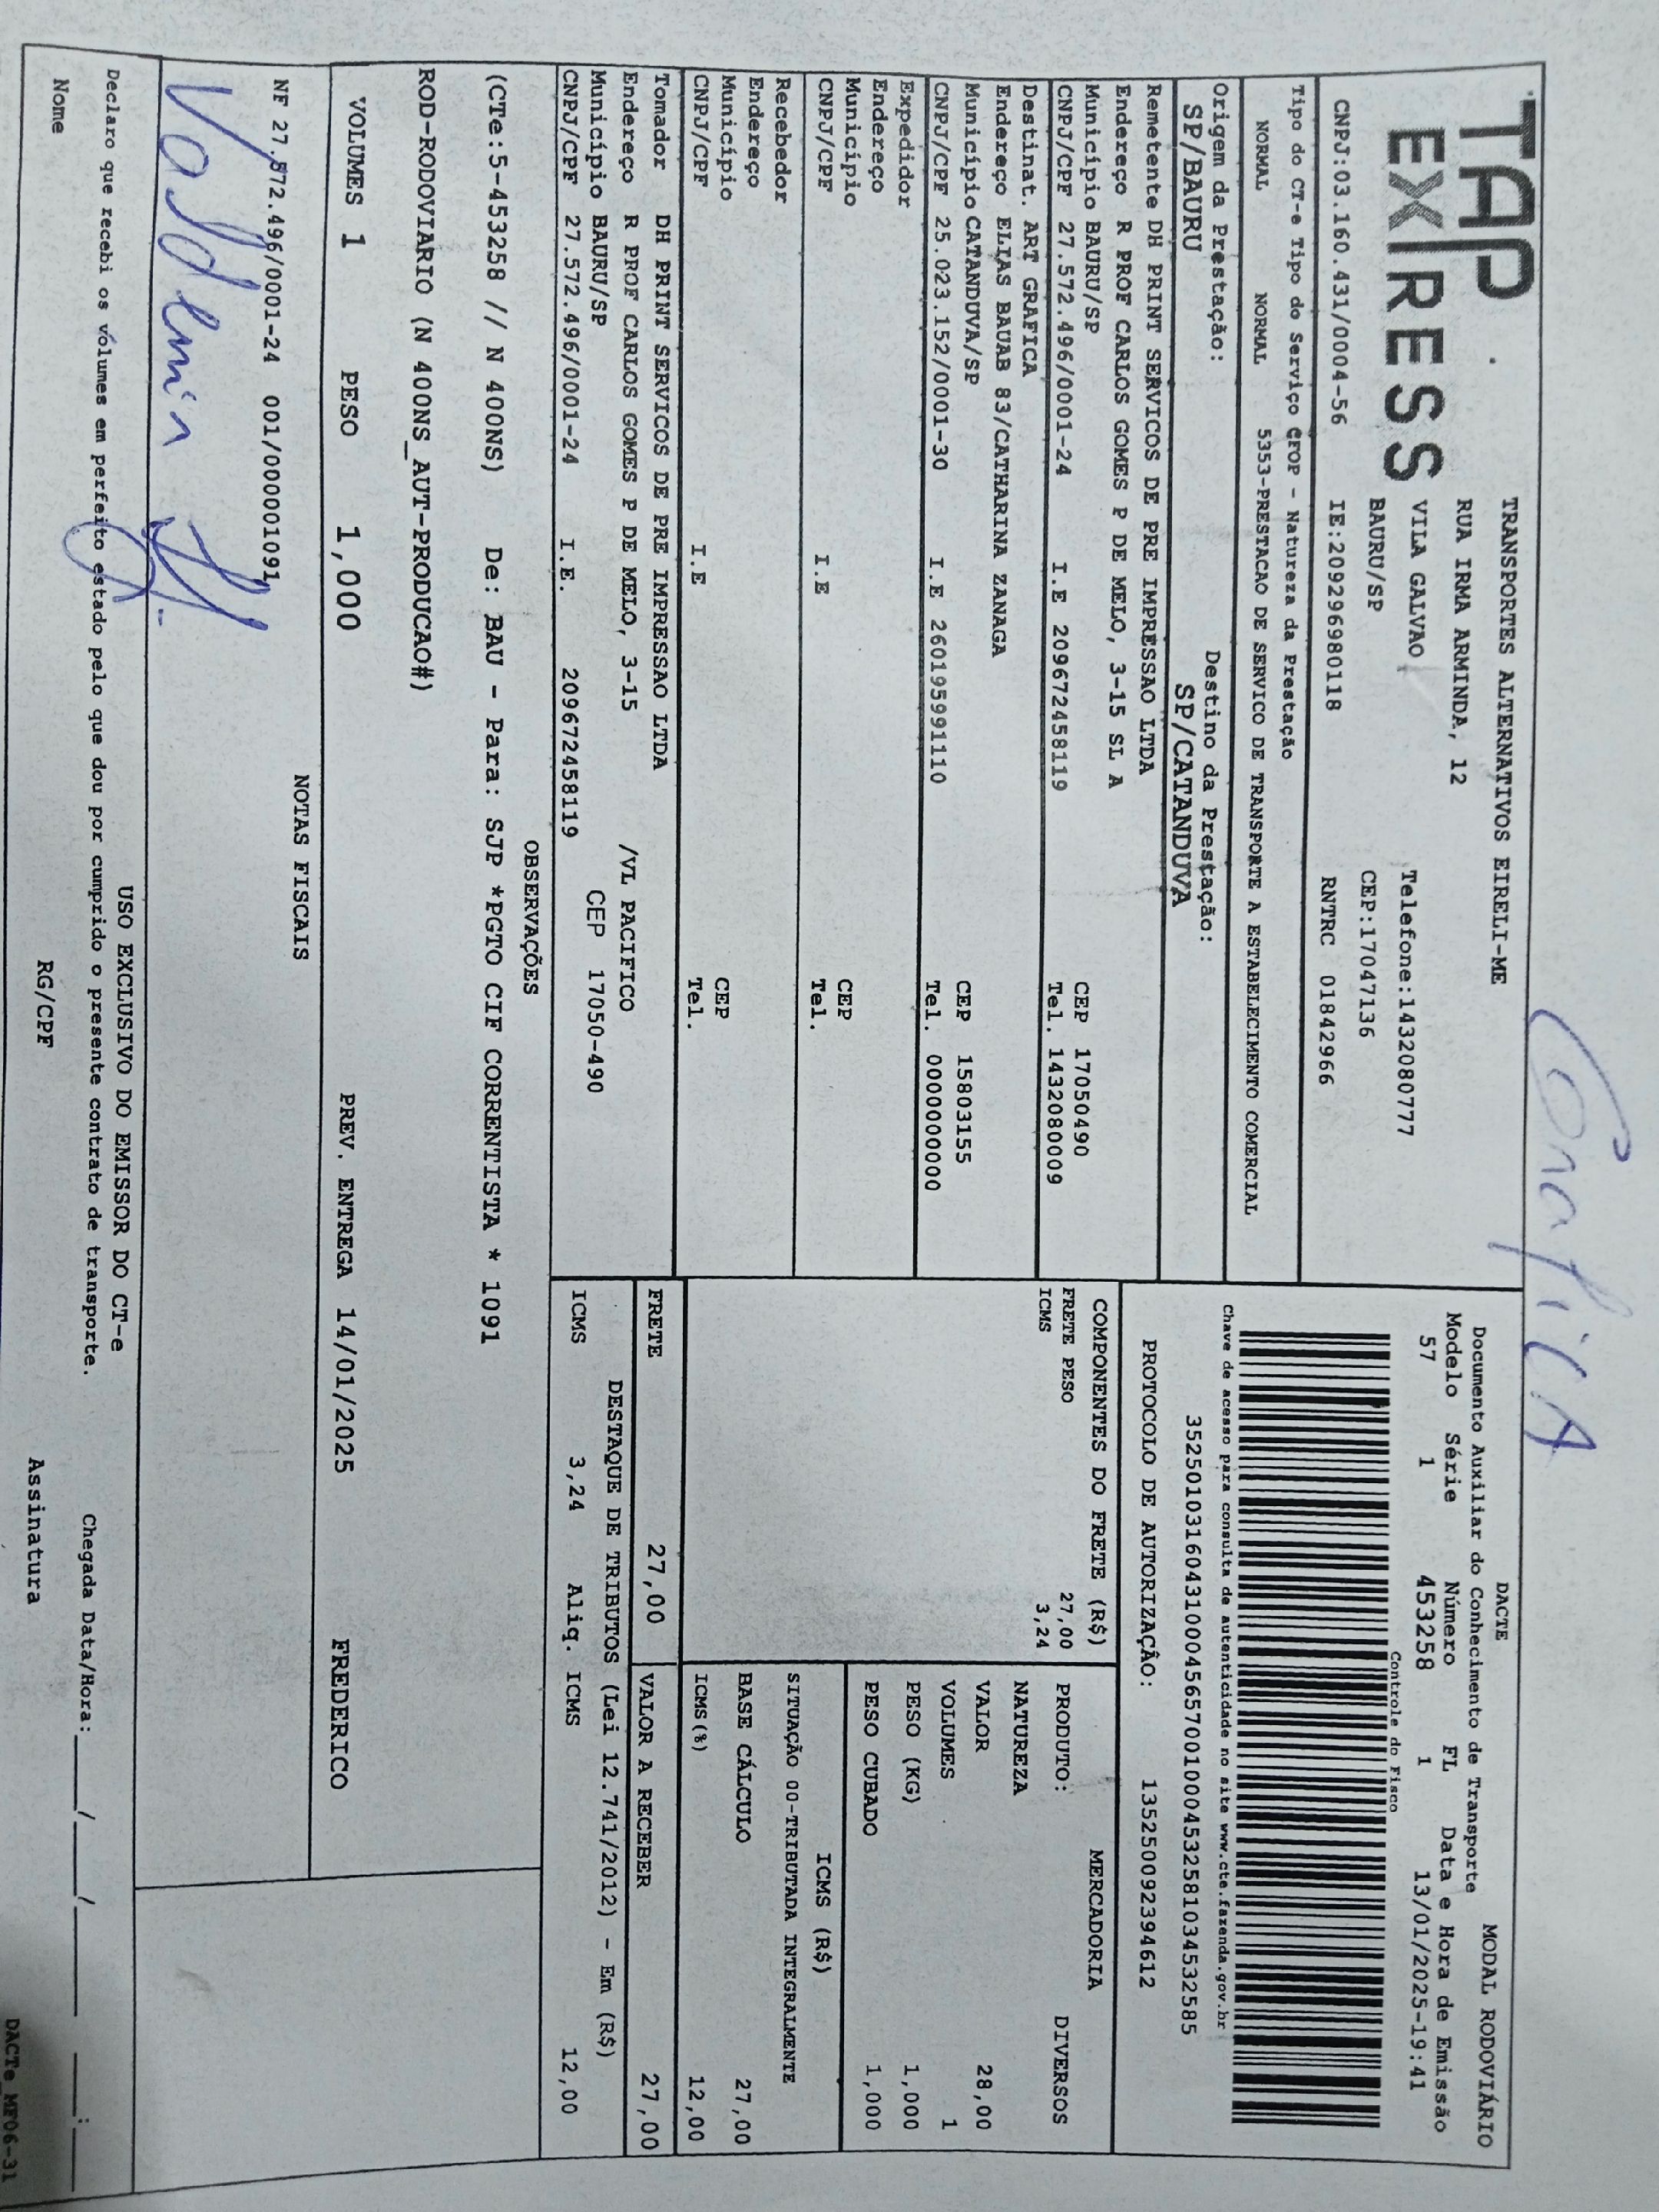 TAP
EXPRESS
TRANSPORTES ALTERNATIVOS EIRELI-ME
RUA IRMA ARMINDA, 12
VILA GALVAO
Telefone:1432080777
BAURU/SP
CEP:17047136
CNPJ:03.160.431/0004-56 IE:209296980118 RNTRC 01842966
DACTE
MODAL RODOVIÁRIO
Documento Auxiliar do Conhecimento de Transporte
Modelo Série Número FL Data e Hora de Emissão
57 1 453258 1 13/01/2025-19:41
Controle do Fisco
Tipo do CT-e Tipo do Serviço CFOP - Natureza da Prestação
NORMAL NORMAL 5353-PRESTACAO DE SERVICO DE TRANSPORTE A ESTABELECIMENTO COMERCIAL
Chave de acesso para consulta de autenticidade no site www.cte.fazenda.gov.br
35250103160431000456570010004532581034532585
Origem da Prestação: Destino da Prestação:
SP/BAURU SP/CATANDUVA
PROTOCOLO DE AUTORIZAÇÃO: 135250092394612
Remetente DH PRINT SERVICOS DE PRE IMPRESSAO LTDA
Endereço R PROF CARLOS GOMES P DE MELO, 3-15 SL A
Município BAURU/SP CEP 17050490
CNPJ/CPF 27.572.496/0001-24 I.E 209672458119 Tel. 1432080009
Destinat. ART GRAFICA
Endereço ELIAS BAUAB 83/CATHARINA ZANAGA
Município CATANDUVA/SP CEP 15803155
CNPJ/CPF 25.023.152/0001-30 I.E 260195991110 Tel. 0000000000
Expedidor
Endereço
Município CEP
CNPJ/CPF I.E Tel.
Recebedor
Endereço
Município CEP
CNPJ/CPF I.E Tel.
Tomador DH PRINT SERVICOS DE PRE IMPRESSAO LTDA
Endereço R PROF CARLOS GOMES P DE MELO, 3-15 /VL PACIFICO
Município BAURU/SP CEP 17050-490
CNPJ/CPF 27.572.496/0001-24 I.E. 209672458119
COMPONENTES DO FRETE (R$)
FRETE PESO 27,00
ICMS 3,24
MERCADORIA
PRODUTO: DIVERSOS
NATUREZA
VALOR 28,00
VOLUMES 1
PESO (KG) 1,000
PESO CUBADO 1,000
ICMS (R$)
SITUAÇÃO 00-TRIBUTADA INTEGRALMENTE
BASE CÁLCULO 27,00
ICMS(%) 12,00
FRETE 27,00 VALOR A RECEBER 27,00
DESTAQUE DE TRIBUTOS (Lei 12.741/2012) - Em (R$)
ICMS 3,24 Aliq. ICMS 12,00
OBSERVAÇÕES
(CTe:5-453258 // N 400NS) De: BAU - Para: SJP *PGTO CIF CORRENTISTA * 1091
ROD-RODOVIARIO (N 400NS_AUT-PRODUCAO#)
VOLUMES 1 PESO 1,000 PREV. ENTREGA 14/01/2025 FREDERICO
NOTAS FISCAIS
NF 27.572.496/0001-24 001/000001091
Valdemir
USO EXCLUSIVO DO EMISSOR DO CT-e
Declaro que recebi os vólumes em perfeito estado pelo que dou por cumprido o presente contrato de transporte. Chegada Data/Hora: ____/____/____ ____:____
Nome RG/CPF Assinatura
DACTe_MF06-31